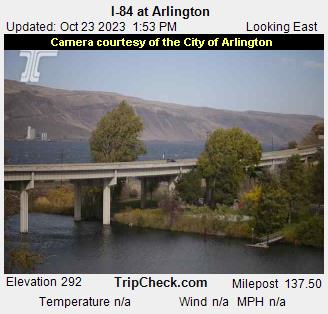 I-84 at Arlington
Updated: Oct 23 2023 1:53 PM Looking East
Camera courtesy of the City of Arlington
Elevation 292 TripCheck.com Milepost 137.50
Temperature n/a Wind n/a MPH n/a